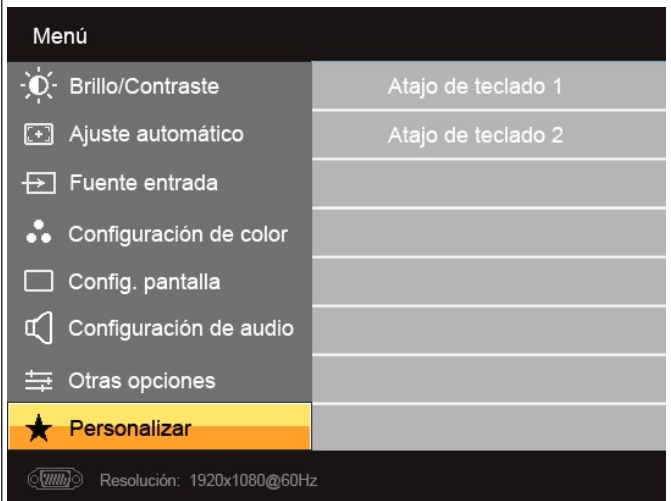 Menú
Brillo/Contraste
Atajo de teclado 1
Ajuste automático
Atajo de teclado 2
Fuente entrada
Configuración de color
Config. pantalla
Configuración de audio
Otras opciones
Personalizar
Resolución: 1920x1080@60Hz